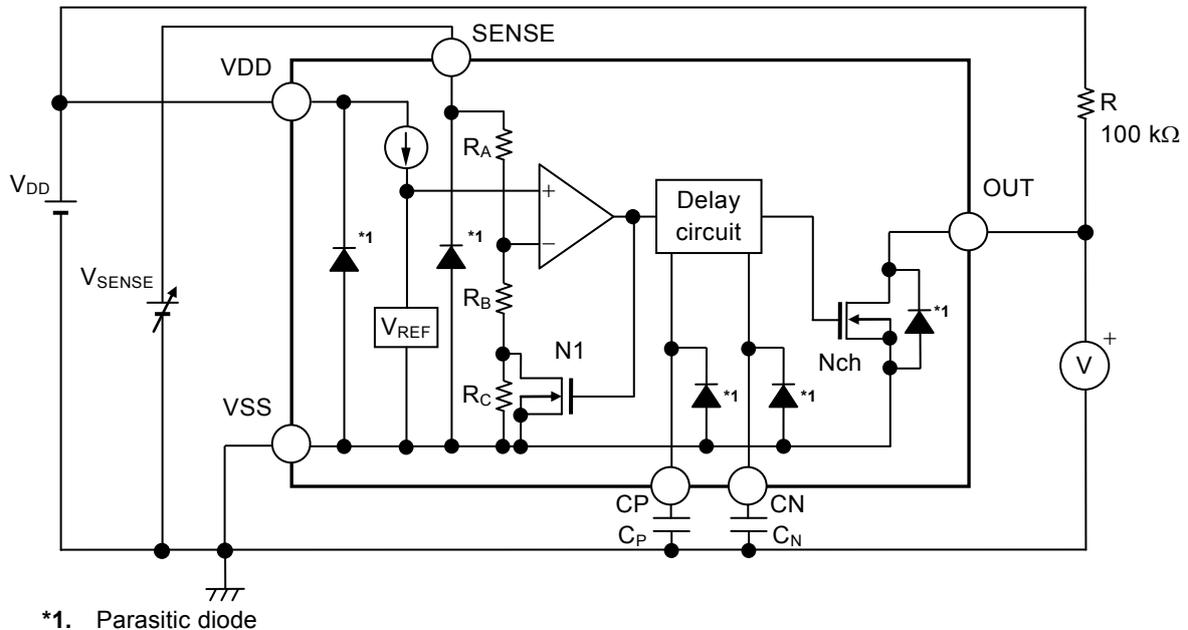 SENSE
VDD
R
100 kΩ
RA
VDD
+
−
Delay
circuit
OUT
*1
*1
VSENSE
RB
VREF
*1
+
N1
Nch
V
RC
*1
*1
VSS
CP
CN
CP
CN
*1. Parasitic diode